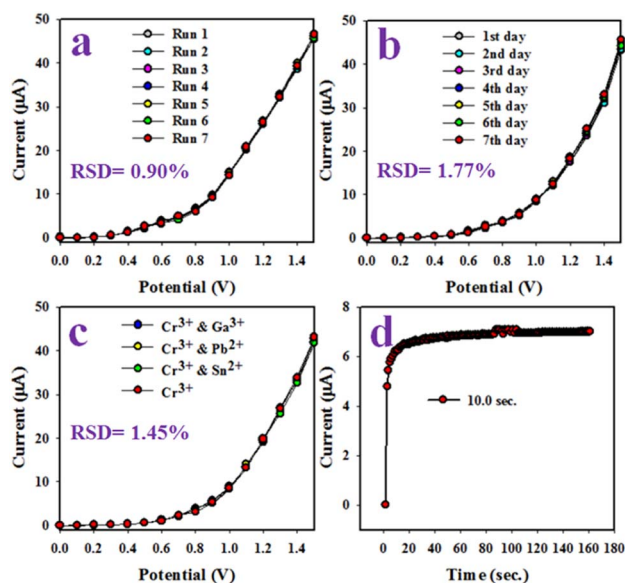 a
Run 1
Run 2
Run 3
Run 4
Run 5
Run 6
Run 7
RSD= 0.90%
Current (µA)
50
40
30
20
10
0
0.0 0.2 0.4 0.6 0.8 1.0 1.2 1.4
Potential (V)
b
1st day
2nd day
3rd day
4th day
5th day
6th day
7th day
RSD= 1.77%
Current (µA)
50
40
30
20
10
0
0.0 0.2 0.4 0.6 0.8 1.0 1.2 1.4
Potential (V)
c
Cr³⁺ & Ga³⁺
Cr³⁺ & Pb²⁺
Cr³⁺ & Sn²⁺
Cr³⁺
RSD= 1.45%
Current (µA)
50
40
30
20
10
0
0.0 0.2 0.4 0.6 0.8 1.0 1.2 1.4
Potential (V)
d
10.0 sec.
Current (µA)
8
6
4
2
0
0 20 40 60 80 100 120 140 160
Time (sec.)